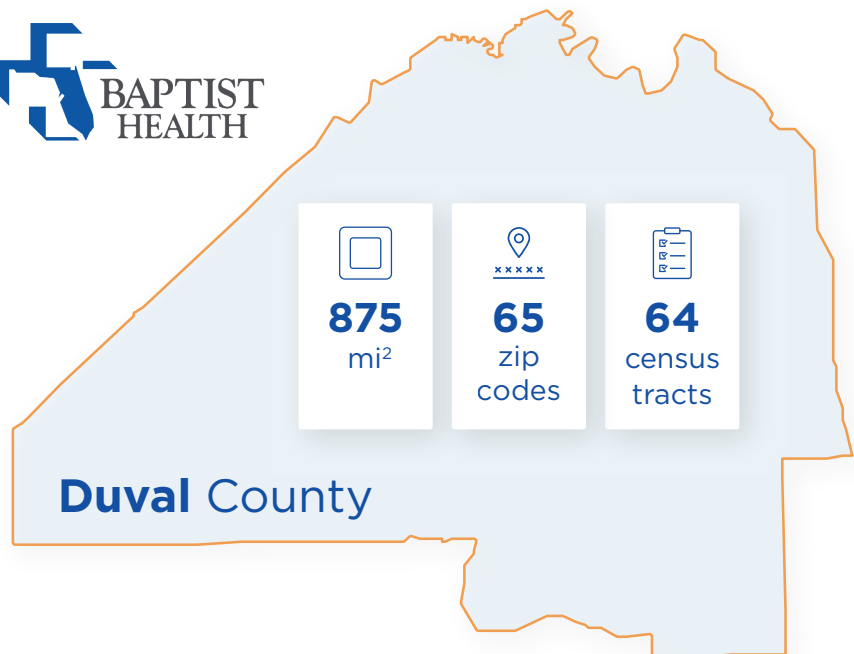 BAPTIST
HEALTH
875
mi²
65
zip
codes
64
census
tracts
Duval County